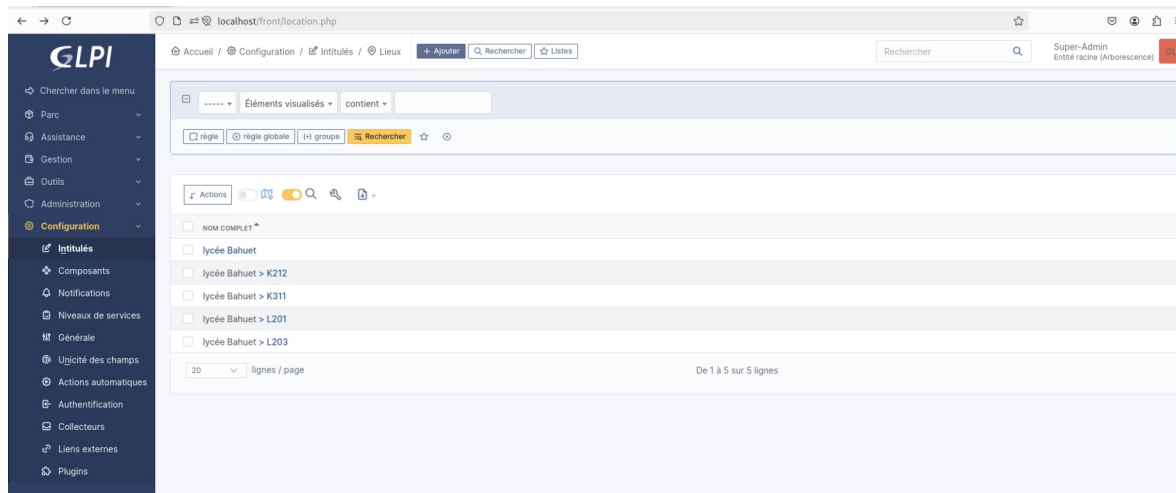 localhost/front/location.php
GLPI
Accueil / Configuration / Intitulés / Lieux + Ajouter Rechercher Listes Rechercher Super-Admin
Entité racine (Arborescence)
Chercher dans le menu
Parc
Assistance
Gestion
Outils
Administration
Configuration
Intitulés
Composants
Notifications
Niveaux de services
Générale
Unicité des champs
Actions automatiques
Authentification
Collecteurs
Liens externes
Plugins
----- Éléments visualisés contient
règle règle globale (+) groupe Rechercher
Actions
NOM COMPLET
lycée Bahuet
lycée Bahuet > K212
lycée Bahuet > K311
lycée Bahuet > L201
lycée Bahuet > L203
20 lignes / page De 1 à 5 sur 5 lignes